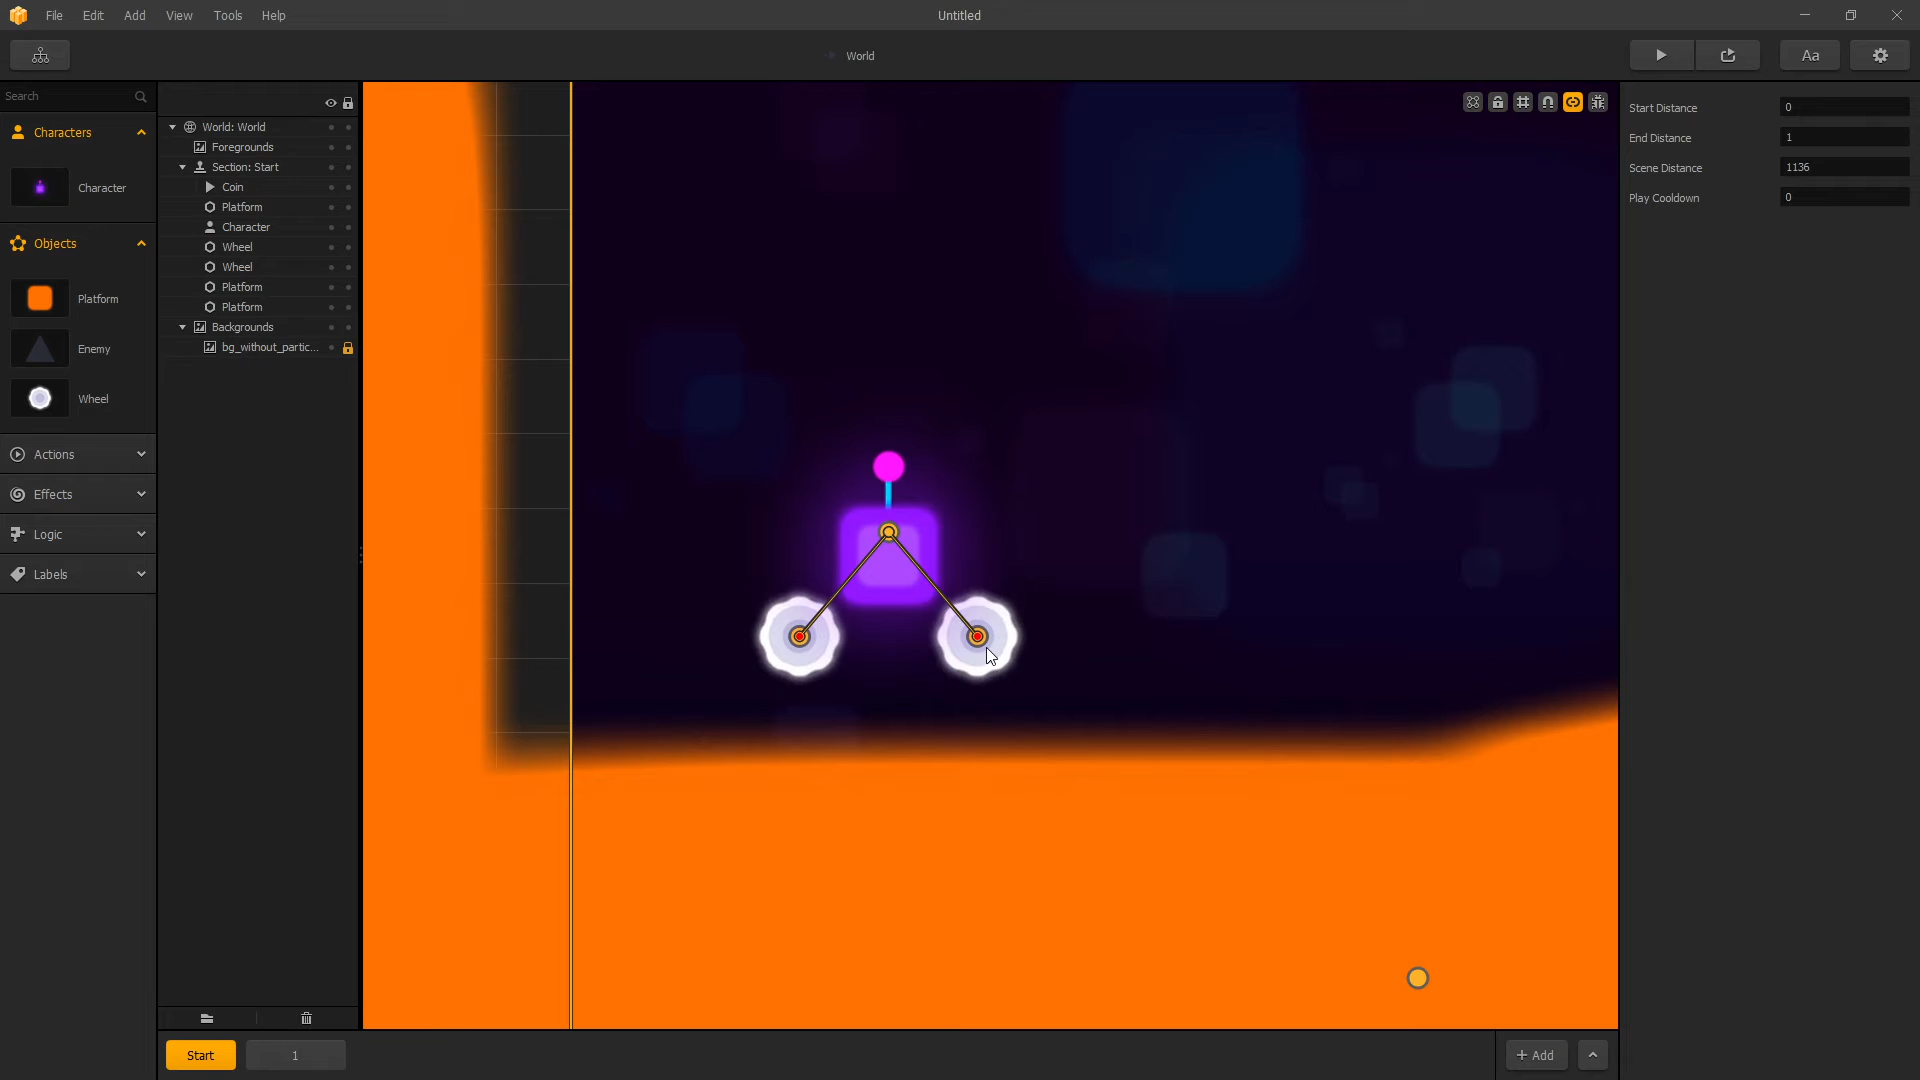 File Edit Add View Tools Help
Untitled
World
Aa
Search
Characters
Character
Objects
Platform
Enemy
Wheel
Actions
Effects
Logic
Labels
World: World
Foregrounds
Section: Start
Coin
Platform
Character
Wheel
Wheel
Platform
Platform
Backgrounds
bg_without_partic...
Start Distance 0
End Distance 1
Scene Distance 1136
Play Cooldown 0
Start 1
+ Add